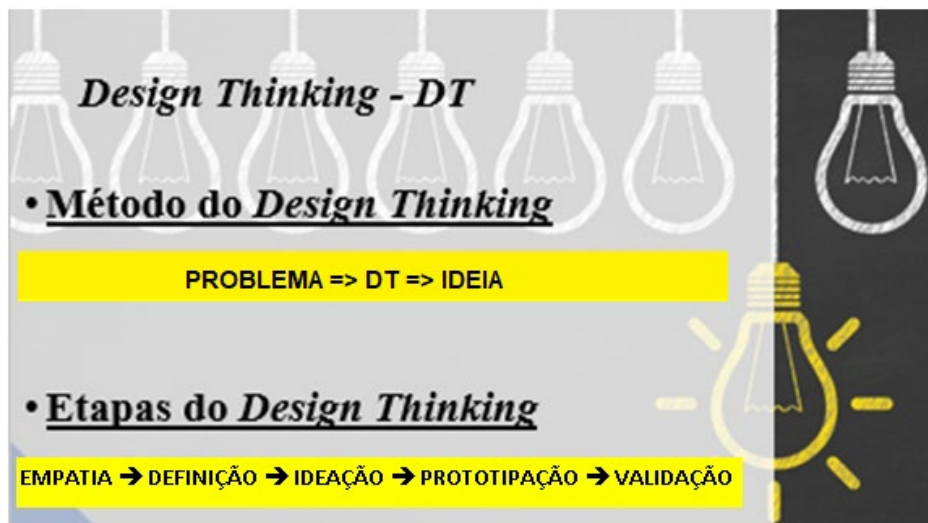 Design Thinking - DT
• Método do Design Thinking
PROBLEMA => DT => IDEIA
• Etapas do Design Thinking
EMPATIA ➔ DEFINIÇÃO ➔ IDEAÇÃO ➔ PROTOTIPAÇÃO ➔ VALIDAÇÃO